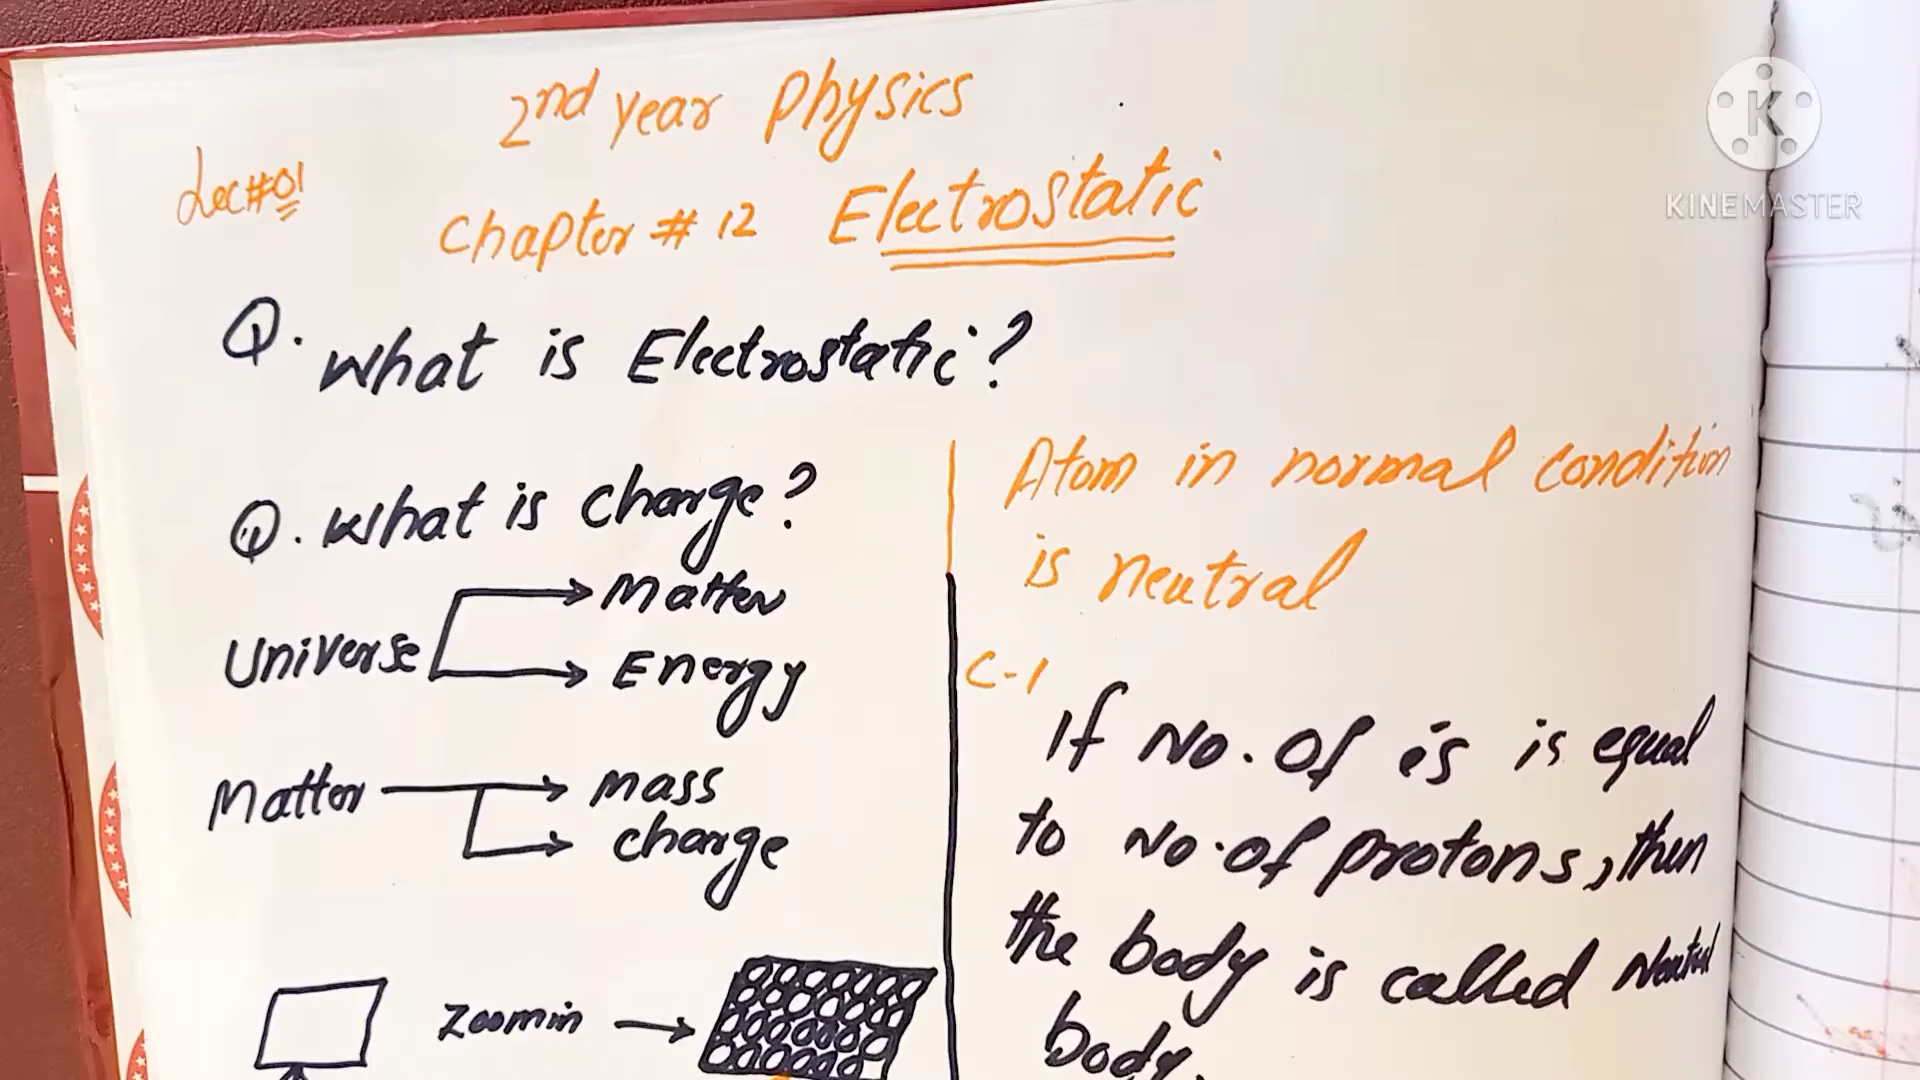 2nd year Physics
Lec#01
Chapter # 12 Electrostatic
Q. What is Electrostatic?
Q. What is charge?
Universe
Matter
Energy
Matter
mass
charge
Zoomin
Atom in normal condition
is neutral
C-1
If No. Of e's is equal
to No. of protons, then
the body is called Neutral
body.
K
KINEMASTER